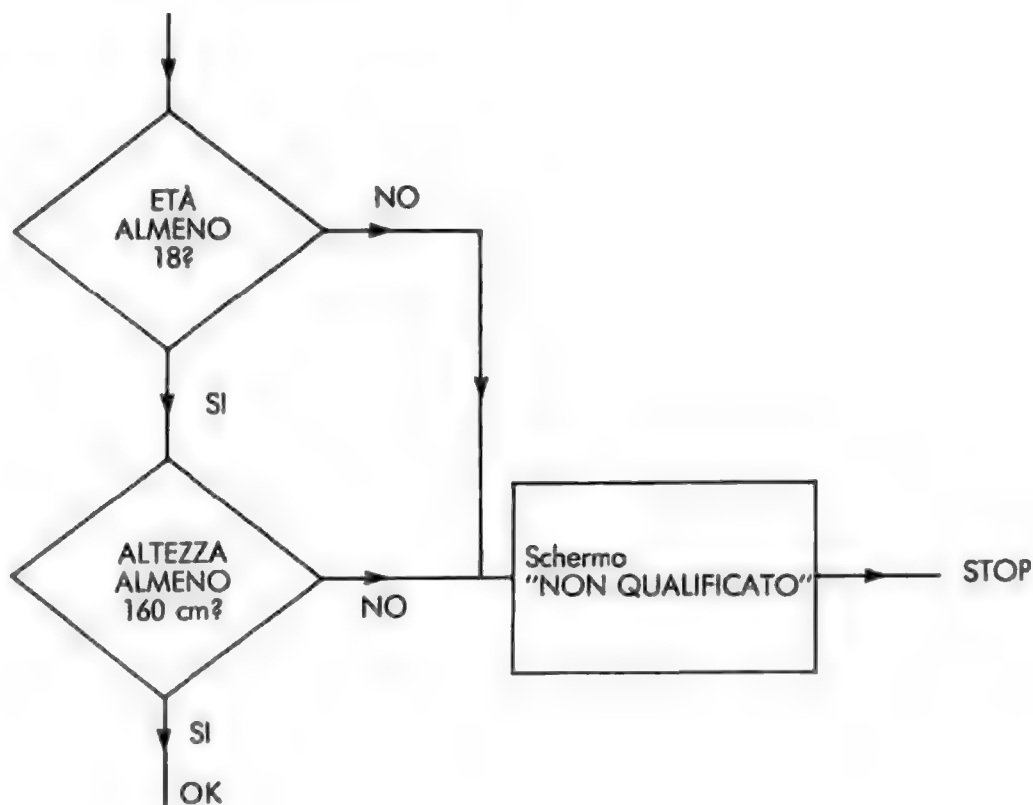 ETÀ
ALMENO
18?
NO
SI
ALTEZZA
ALMENO
160 cm?
NO
Schermo
"NON QUALIFICATO"
STOP
SI
OK